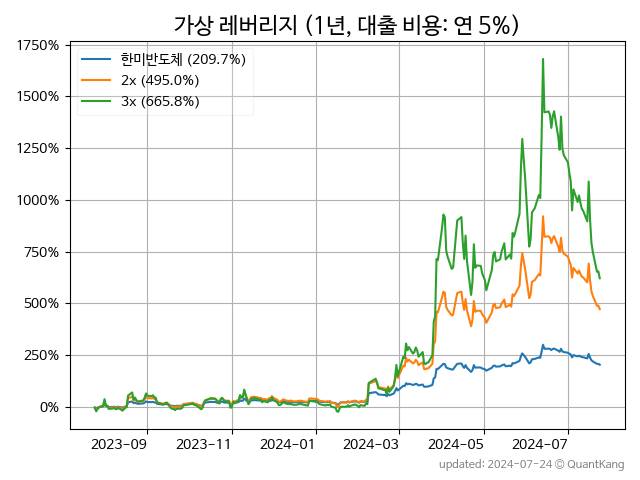 가상 레버리지 (1년, 대출 비용: 연 5%)
1750%
1500%
1250%
1000%
750%
500%
250%
0%
한미반도체 (209.7%)
2x (495.0%)
3x (665.8%)
2023-09
2023-11
2024-01
2024-03
2024-05
2024-07
updated: 2024-07-24 © QuantKang